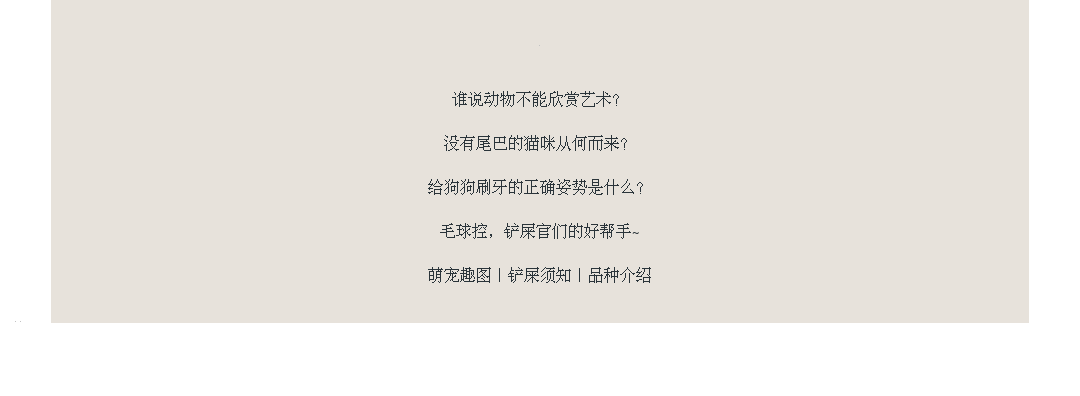 谁说动物不能欣赏艺术？
没有尾巴的猫咪从何而来？
给狗狗刷牙的正确姿势是什么？
毛球控，铲屎官们的好帮手~
萌宠趣图丨铲屎须知丨品种介绍